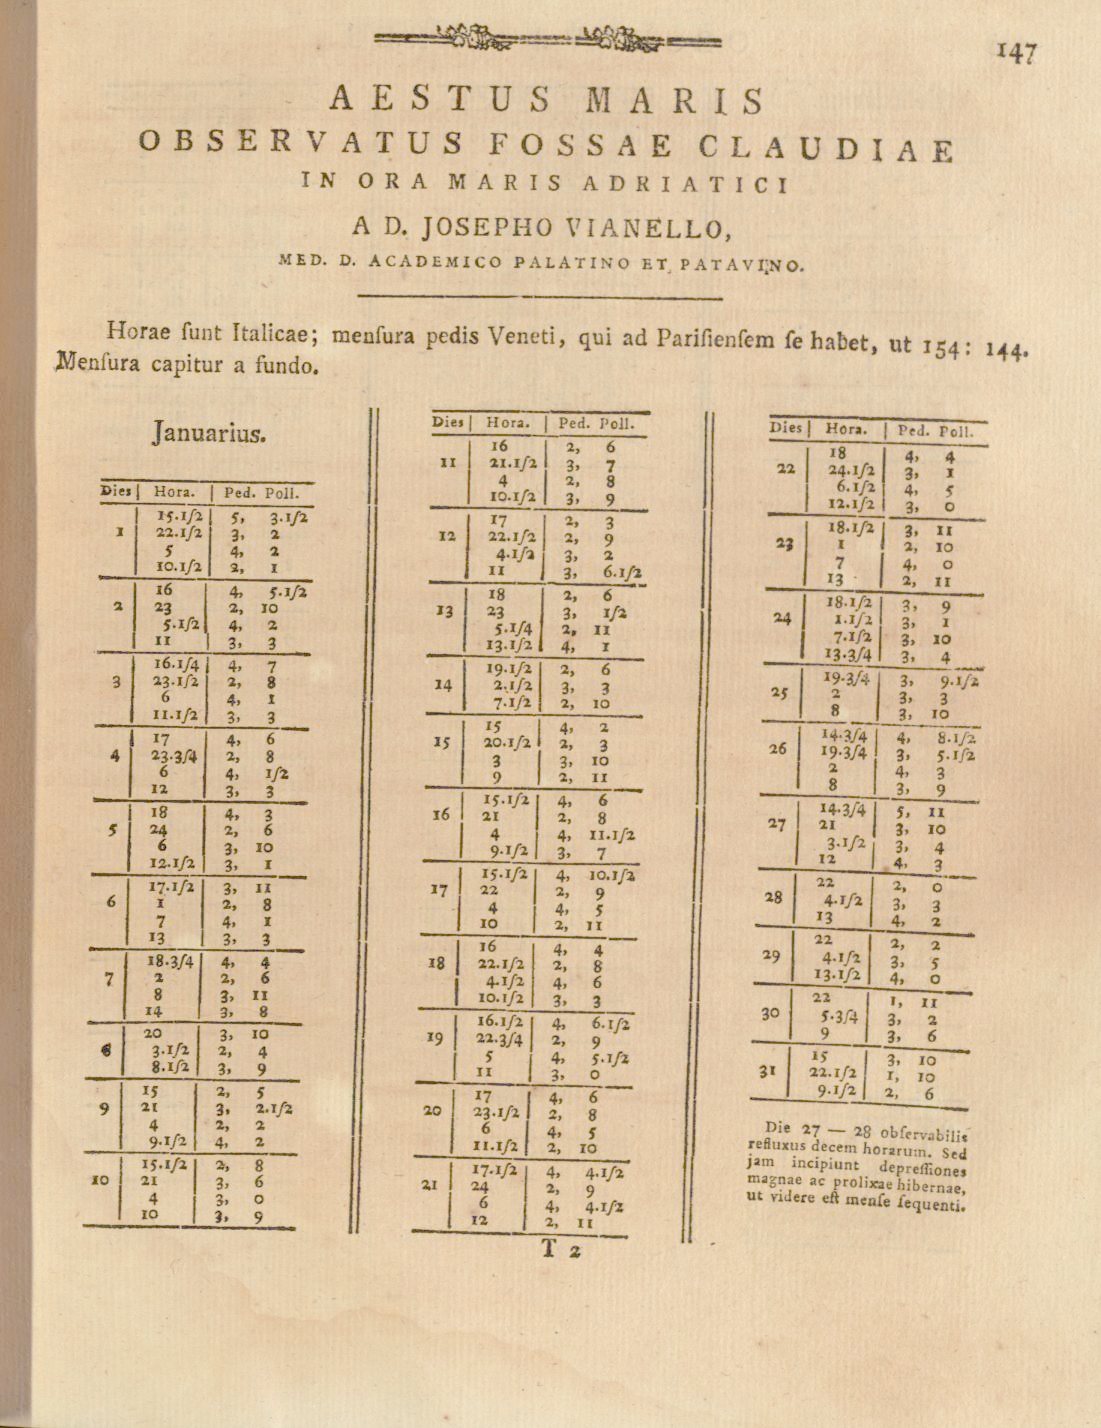 147
AESTUS MARIS
OBSERVATUS FOSSAE CLAUDIAE
IN ORA MARIS ADRIATICI
A D. JOSEPHO VIANELLO,
MED. D. ACADEMICO PALATINO ET PATAVINO.
Horae ſunt Italicae; menſura pedis Veneti, qui ad Pariſienſem ſe habet, ut 154: 144.
Menſura capitur a fundo.
Januarius.
Dies | Hora. | Ped. Poll.
15.1/2 5, 3.1/2
1 22.1/2 3, 2
5 4, 2
10.1/2 2, 1
16 4, 5.1/2
2 23 2, 10
5.1/2 4, 2
11 3, 3
16.1/4 4, 7
3 23.1/2 2, 8
6 4, 1
11.1/2 3, 3
17 4, 6
4 23.3/4 2, 8
6 4, 1/2
12 3, 3
18 4, 3
5 24 2, 6
6 3, 10
12.1/2 3, 1
17.1/2 3, 11
6 1 2, 8
7 4, 1
13 3, 3
18.3/4 4, 4
7 2 2, 6
8 3, 11
14 3, 8
20 3, 10
3.1/2 2, 4
8.1/2 3, 9
15 2, 5
9 21 3, 2.1/2
4 2, 2
9.1/2 4, 2
15.1/2 2, 8
10 21 3, 6
4 3, 0
10 3, 9
Dies | Hora. | Ped. Poll.
16 2, 6
11 21.1/2 3, 7
4 2, 8
10.1/2 3, 9
17 2, 3
12 22.1/2 2, 9
4.1/2 3, 2
11 3, 6.1/2
18 2, 6
13 23 3, 1/2
5.1/4 2, 11
13.1/2 4, 1
19.1/2 2, 6
14 2.1/2 3, 3
7.1/2 2, 10
15 4, 2
15 20.1/2 2, 3
3 3, 10
9 2, 11
15.1/2 4, 6
16 21 2, 8
4 4, 11.1/2
9.1/2 3, 7
15.1/2 4, 10.1/2
17 22 2, 9
4 4, 5
10 2, 11
16 4, 4
18 22.1/2 2, 8
4.1/2 4, 6
10.1/2 3, 3
16.1/2 4, 6.1/2
19 22.3/4 2, 9
5 4, 5.1/2
11 3, 0
17 4, 6
20 23.1/2 2, 8
6 4, 5
11.1/2 2, 10
17.1/2 4, 4.1/2
21 24 2, 9
6 4, 4.1/2
12 2, 11
Dies | Hora. | Ped. Poll.
18 4, 4
22 24.1/2 3, 1
6.1/2 4, 5
12.1/2 3, 0
18.1/2 3, 11
23 1 2, 10
7 4, 0
13 2, 11
18.1/2 3, 9
24 1.1/2 3, 1
7.1/2 3, 10
13.3/4 3, 4
19.3/4 3, 9.1/2
25 2 3, 3
8 3, 10
14.3/4 4, 8.1/2
26 19.3/4 3, 5.1/2
2 4, 3
8 3, 9
14.3/4 5, 11
27 21 3, 10
3.1/2 3, 4
12 4, 3
22 2, 0
28 4.1/2 3, 3
13 4, 2
22 2, 2
29 4.1/2 3, 5
13.1/2 4, 0
22 1, 11
30 5.3/4 3, 2
9 3, 6
15 3, 10
31 22.1/2 1, 10
9.1/2 2, 6
Die 27 — 28 obſervabilis
refluxus decem horarum. Sed
jam incipiunt depreſſiones
magnae ac prolixae hibernae,
ut videre eſt menſe ſequenti.
T 2